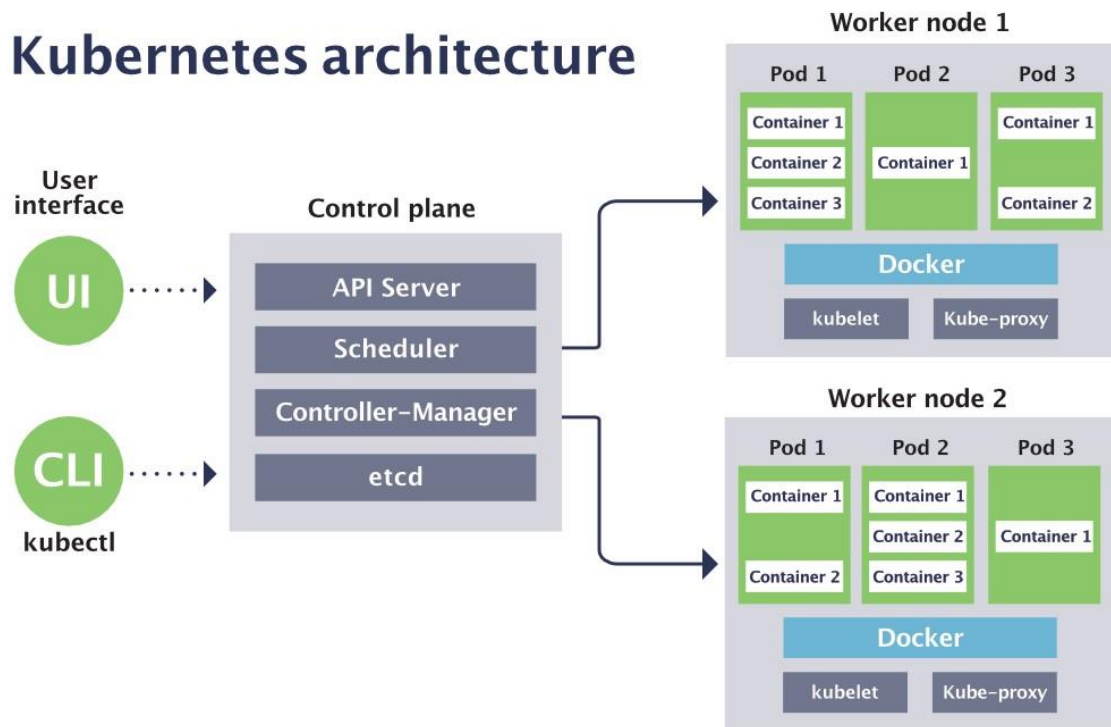 Kubernetes architecture
User
interface
UI
CLI
kubectl
Control plane
API Server
Scheduler
Controller-Manager
etcd
Worker node 1
Pod 1
Pod 2
Pod 3
Container 1
Container 2
Container 3
Container 1
Container 1
Container 2
Docker
kubelet
Kube-proxy
Worker node 2
Pod 1
Pod 2
Pod 3
Container 1
Container 2
Container 1
Container 2
Container 3
Container 1
Docker
kubelet
Kube-proxy